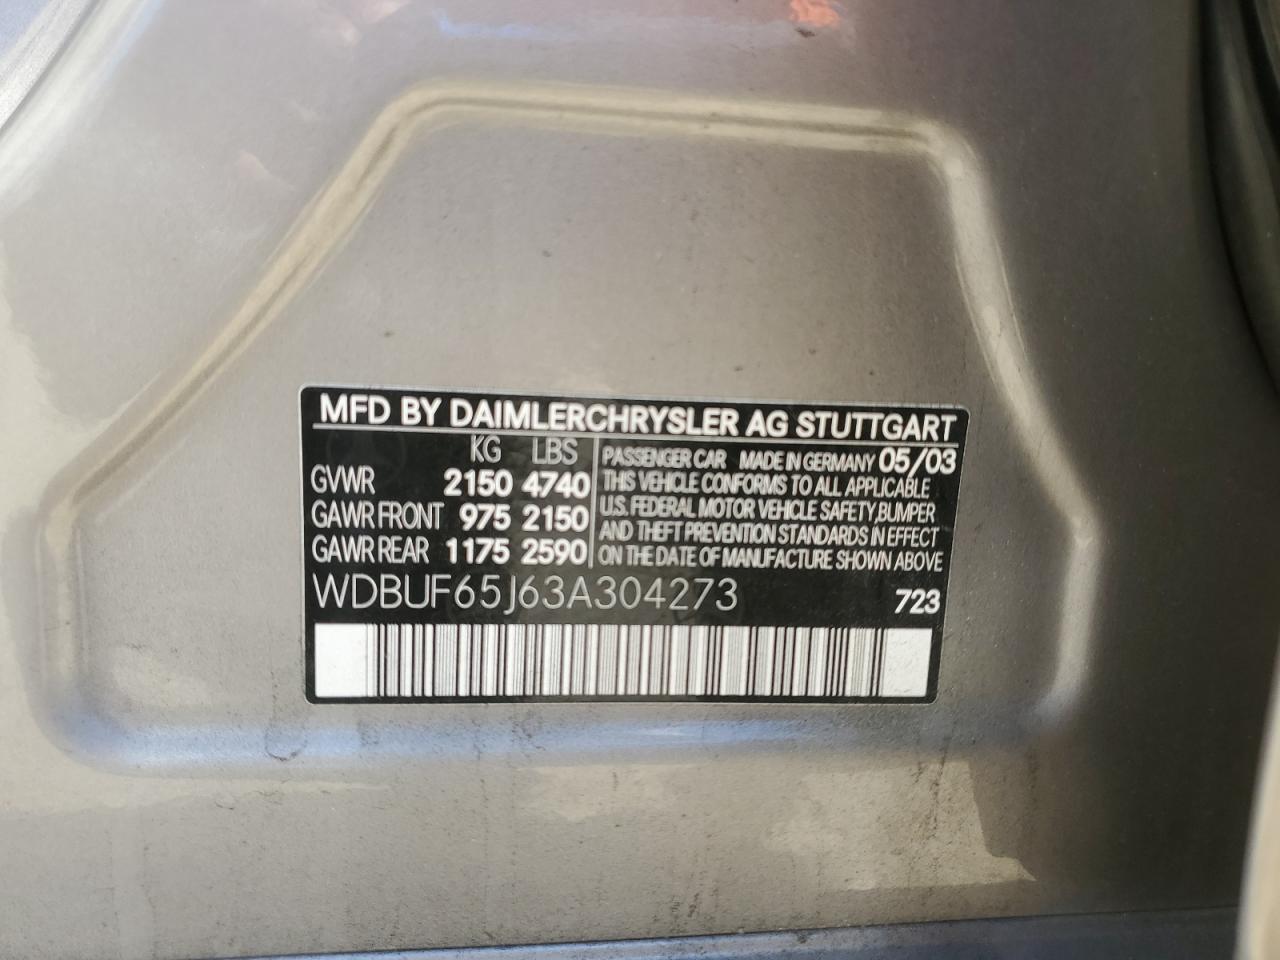 MFD BY DAIMLERCHRYSLER AG STUTTGART
KG LBS
GVWR 2150 4740
GAWR FRONT 975 2150
GAWR REAR 1175 2590
PASSENGER CAR MADE IN GERMANY 05/03
THIS VEHICLE CONFORMS TO ALL APPLICABLE
U.S. FEDERAL MOTOR VEHICLE SAFETY, BUMPER
AND THEFT PREVENTION STANDARDS IN EFFECT
ON THE DATE OF MANUFACTURE SHOWN ABOVE
WDBUF65J63A304273 723